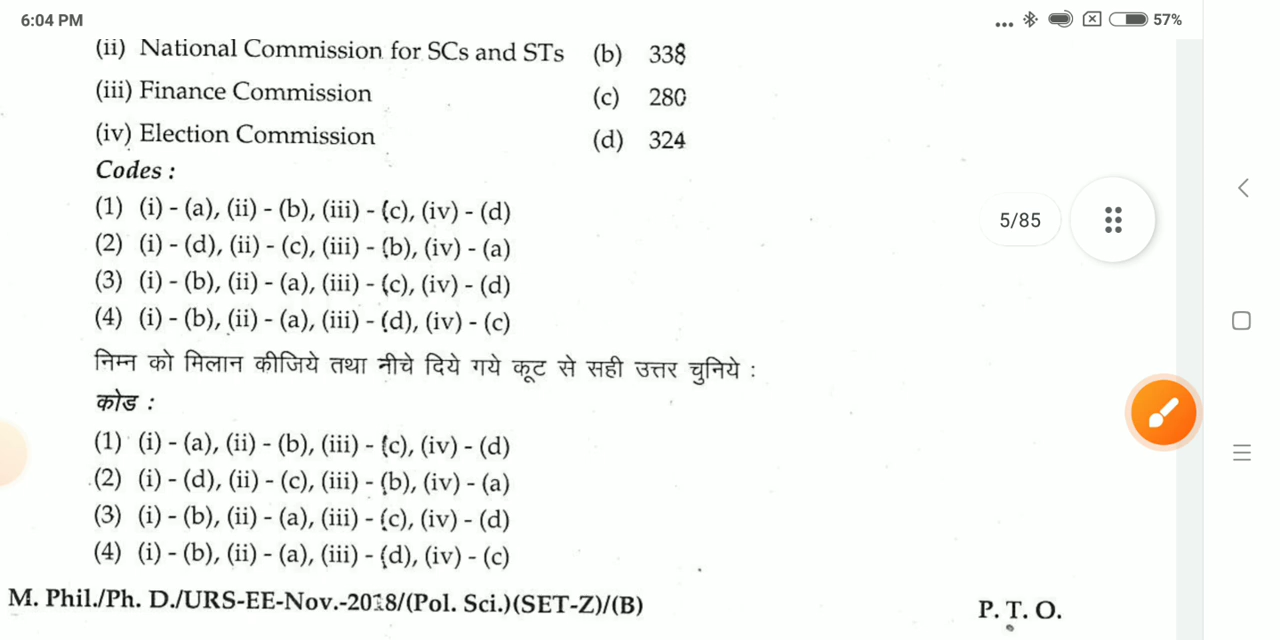 6:04 PM
57%
(ii) National Commission for SCs and STs (b) 338
(iii) Finance Commission (c) 280
(iv) Election Commission (d) 324
Codes :
(1) (i) - (a), (ii) - (b), (iii) - (c), (iv) - (d)
(2) (i) - (d), (ii) - (c), (iii) - (b), (iv) - (a)
(3) (i) - (b), (ii) - (a), (iii) - (c), (iv) - (d)
(4) (i) - (b), (ii) - (a), (iii) - (d), (iv) - (c)
5/85
निम्न को मिलान कीजिये तथा नीचे दिये गये कूट से सही उत्तर चुनिये :
कोड :
(1) (i) - (a), (ii) - (b), (iii) - (c), (iv) - (d)
(2) (i) - (d), (ii) - (c), (iii) - (b), (iv) - (a)
(3) (i) - (b), (ii) - (a), (iii) - (c), (iv) - (d)
(4) (i) - (b), (ii) - (a), (iii) - (d), (iv) - (c)
M. Phil./Ph. D./URS-EE-Nov.-2018/(Pol. Sci.)(SET-Z)/(B)
P. T. O.